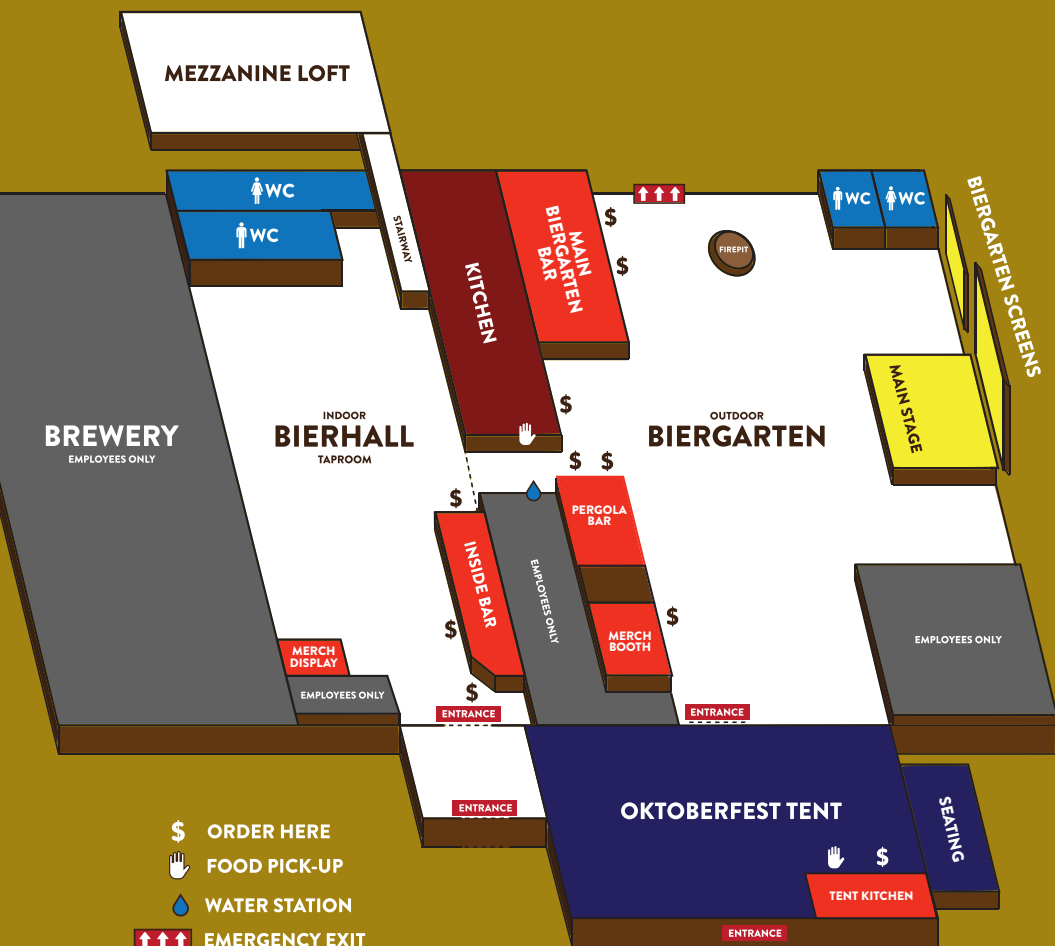 MEZZANINE LOFT
WC
WC
STAIRWAY
KITCHEN
MAIN
BIERGARTEN
BAR
$
$
FIREPIT
WC
WC
BIERGARTEN SCREENS
MAIN STAGE
BREWERY
EMPLOYEES ONLY
INDOOR
BIERHALL
TAPROOM
$
OUTDOOR
BIERGARTEN
$
$
$
PERGOLA
BAR
INSIDE BAR
EMPLOYEES ONLY
$
$
MERCH
BOOTH
$
MERCH
DISPLAY
EMPLOYEES ONLY
EMPLOYEES ONLY
ENTRANCE
ENTRANCE
ENTRANCE
OKTOBERFEST TENT
SEATING
$
TENT KITCHEN
ENTRANCE
$ ORDER HERE
FOOD PICK-UP
WATER STATION
EMERGENCY EXIT